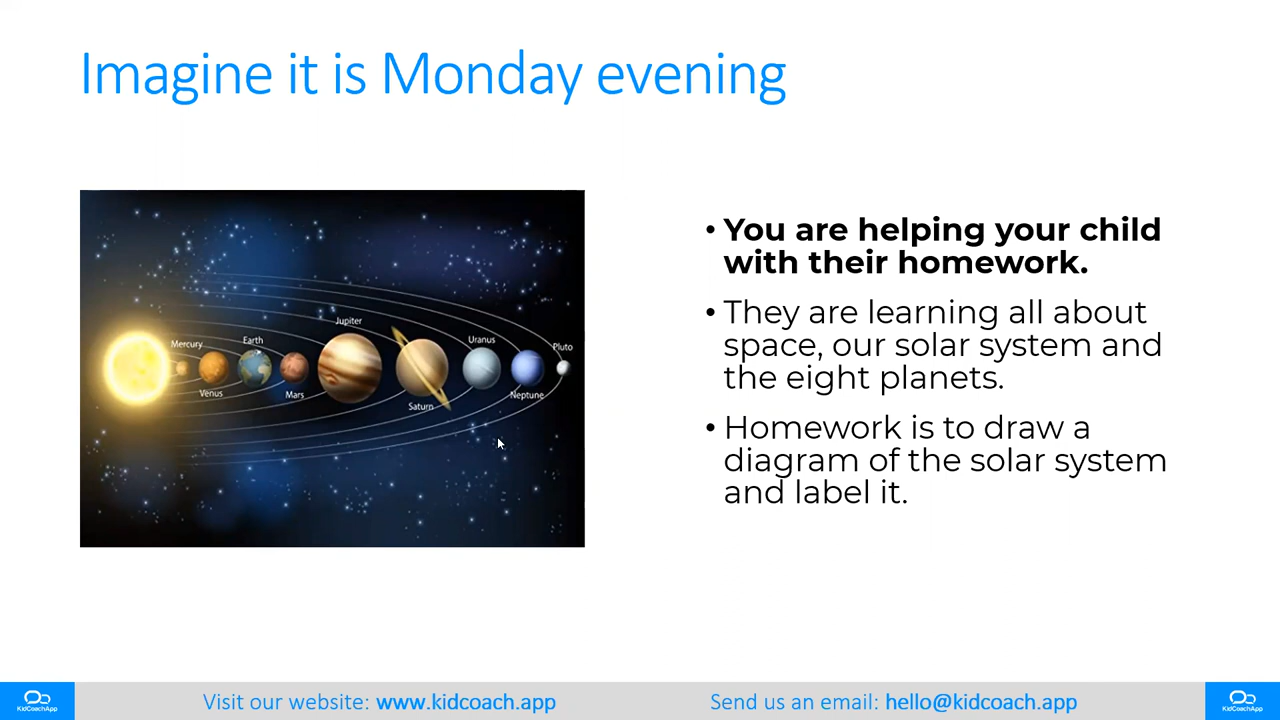 Imagine it is Monday evening
Mercury
Venus
Earth
Mars
Jupiter
Saturn
Uranus
Neptune
Pluto
• You are helping your child
with their homework.
• They are learning all about
space, our solar system and
the eight planets.
• Homework is to draw a
diagram of the solar system
and label it.
KidCoachApp
Visit our website: www.kidcoach.app
Send us an email: hello@kidcoach.app
KidCoachApp